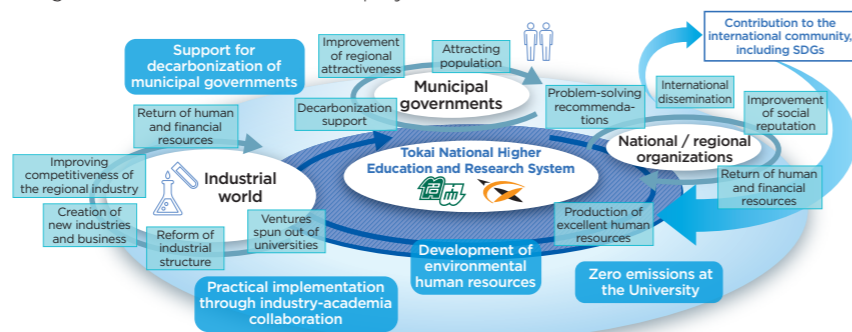 Contribution to the
international community,
including SDGs
Support for
decarbonization of
municipal governments
Improvement
of regional
attractiveness
Attracting
population
Municipal
governments
Decarbonization
support
Problem-solving
recommenda-
tions
International
dissemination
Improvement
of social
reputation
National / regional
organizations
Return of human
and financial
resources
Return of human
and financial
resources
Improving
competitiveness
of the regional industry
Industrial
world
Creation of
new industries
and business
Reform of
industrial
structure
Ventures
spun out of
universities
Tokai National Higher
Education and Research System
Production of
excellent human
resources
Development of
environmental
human resources
Zero emissions at
the University
Practical implementation
through industry-academia
collaboration